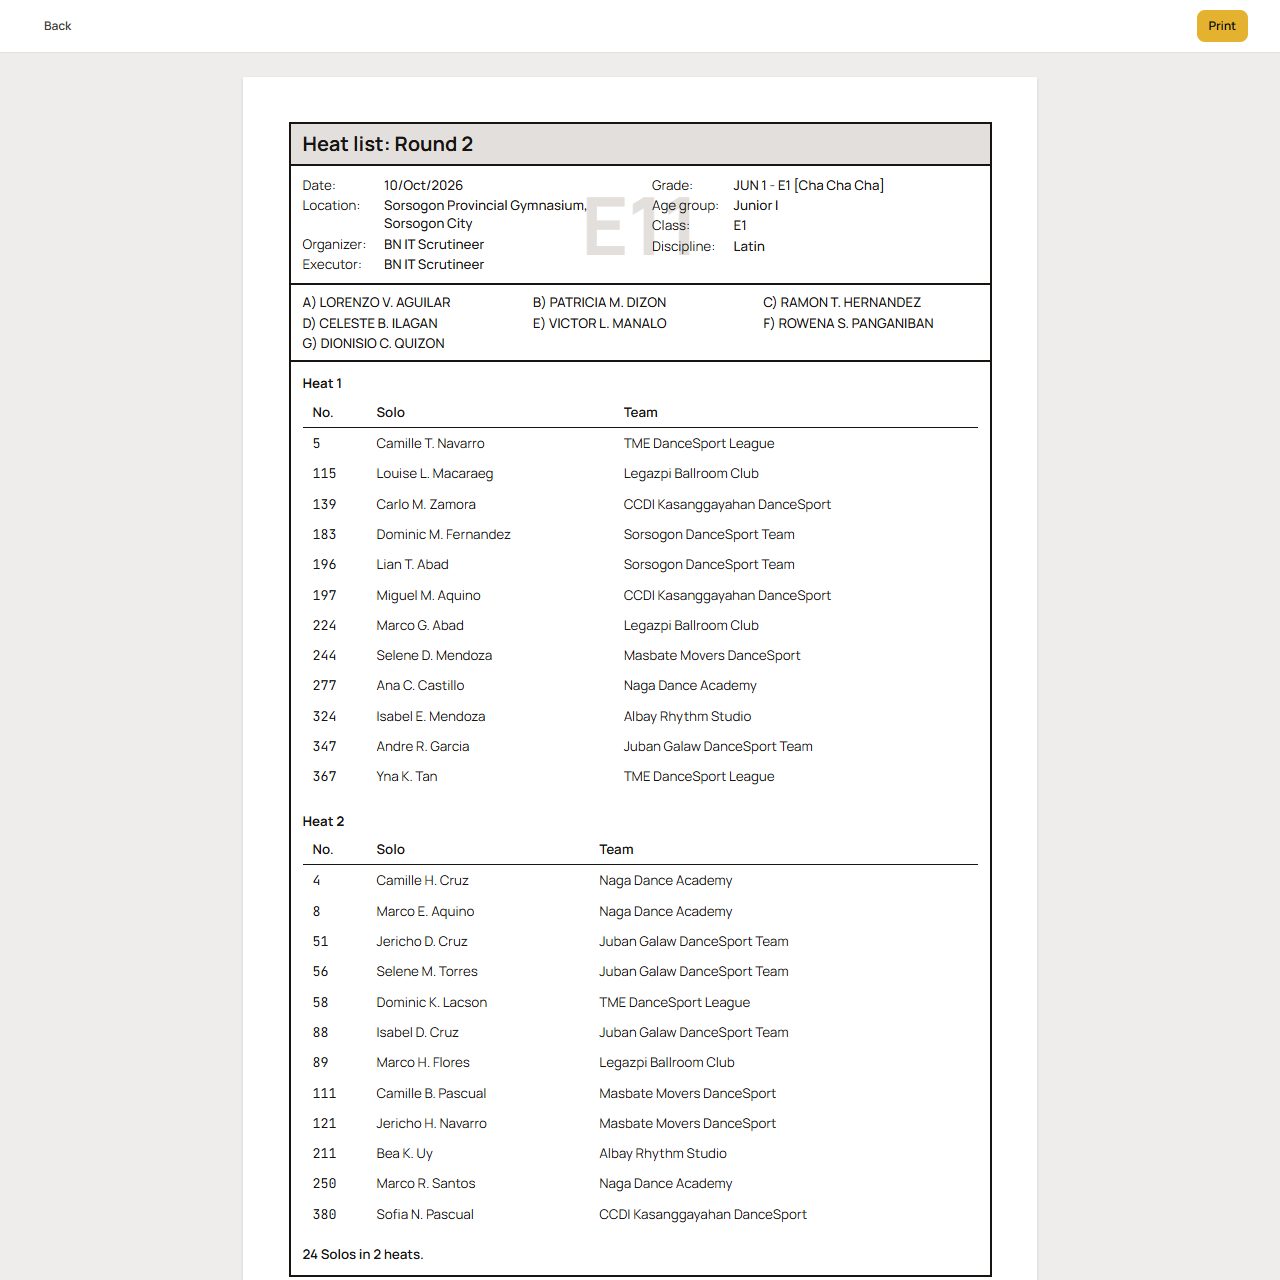 Back
Print
Heat list: Round 2
E11
Date: 10/Oct/2026
Location: Sorsogon Provincial Gymnasium,
Sorsogon City
Organizer: BN IT Scrutineer
Executor: BN IT Scrutineer
Grade: JUN 1 - E1 [Cha Cha Cha]
Age group: Junior I
Class: E1
Discipline: Latin
A) LORENZO V. AGUILAR B) PATRICIA M. DIZON C) RAMON T. HERNANDEZ
D) CELESTE B. ILAGAN E) VICTOR L. MANALO F) ROWENA S. PANGANIBAN
G) DIONISIO C. QUIZON
Heat 1
No. Solo Team
5 Camille T. Navarro TME DanceSport League
115 Louise L. Macaraeg Legazpi Ballroom Club
139 Carlo M. Zamora CCDI Kasanggayahan DanceSport
183 Dominic M. Fernandez Sorsogon DanceSport Team
196 Lian T. Abad Sorsogon DanceSport Team
197 Miguel M. Aquino CCDI Kasanggayahan DanceSport
224 Marco G. Abad Legazpi Ballroom Club
244 Selene D. Mendoza Masbate Movers DanceSport
277 Ana C. Castillo Naga Dance Academy
324 Isabel E. Mendoza Albay Rhythm Studio
347 Andre R. Garcia Juban Galaw DanceSport Team
367 Yna K. Tan TME DanceSport League
Heat 2
No. Solo Team
4 Camille H. Cruz Naga Dance Academy
8 Marco E. Aquino Naga Dance Academy
51 Jericho D. Cruz Juban Galaw DanceSport Team
56 Selene M. Torres Juban Galaw DanceSport Team
58 Dominic K. Lacson TME DanceSport League
88 Isabel D. Cruz Juban Galaw DanceSport Team
89 Marco H. Flores Legazpi Ballroom Club
111 Camille B. Pascual Masbate Movers DanceSport
121 Jericho H. Navarro Masbate Movers DanceSport
211 Bea K. Uy Albay Rhythm Studio
250 Marco R. Santos Naga Dance Academy
380 Sofia N. Pascual CCDI Kasanggayahan DanceSport
24 Solos in 2 heats.